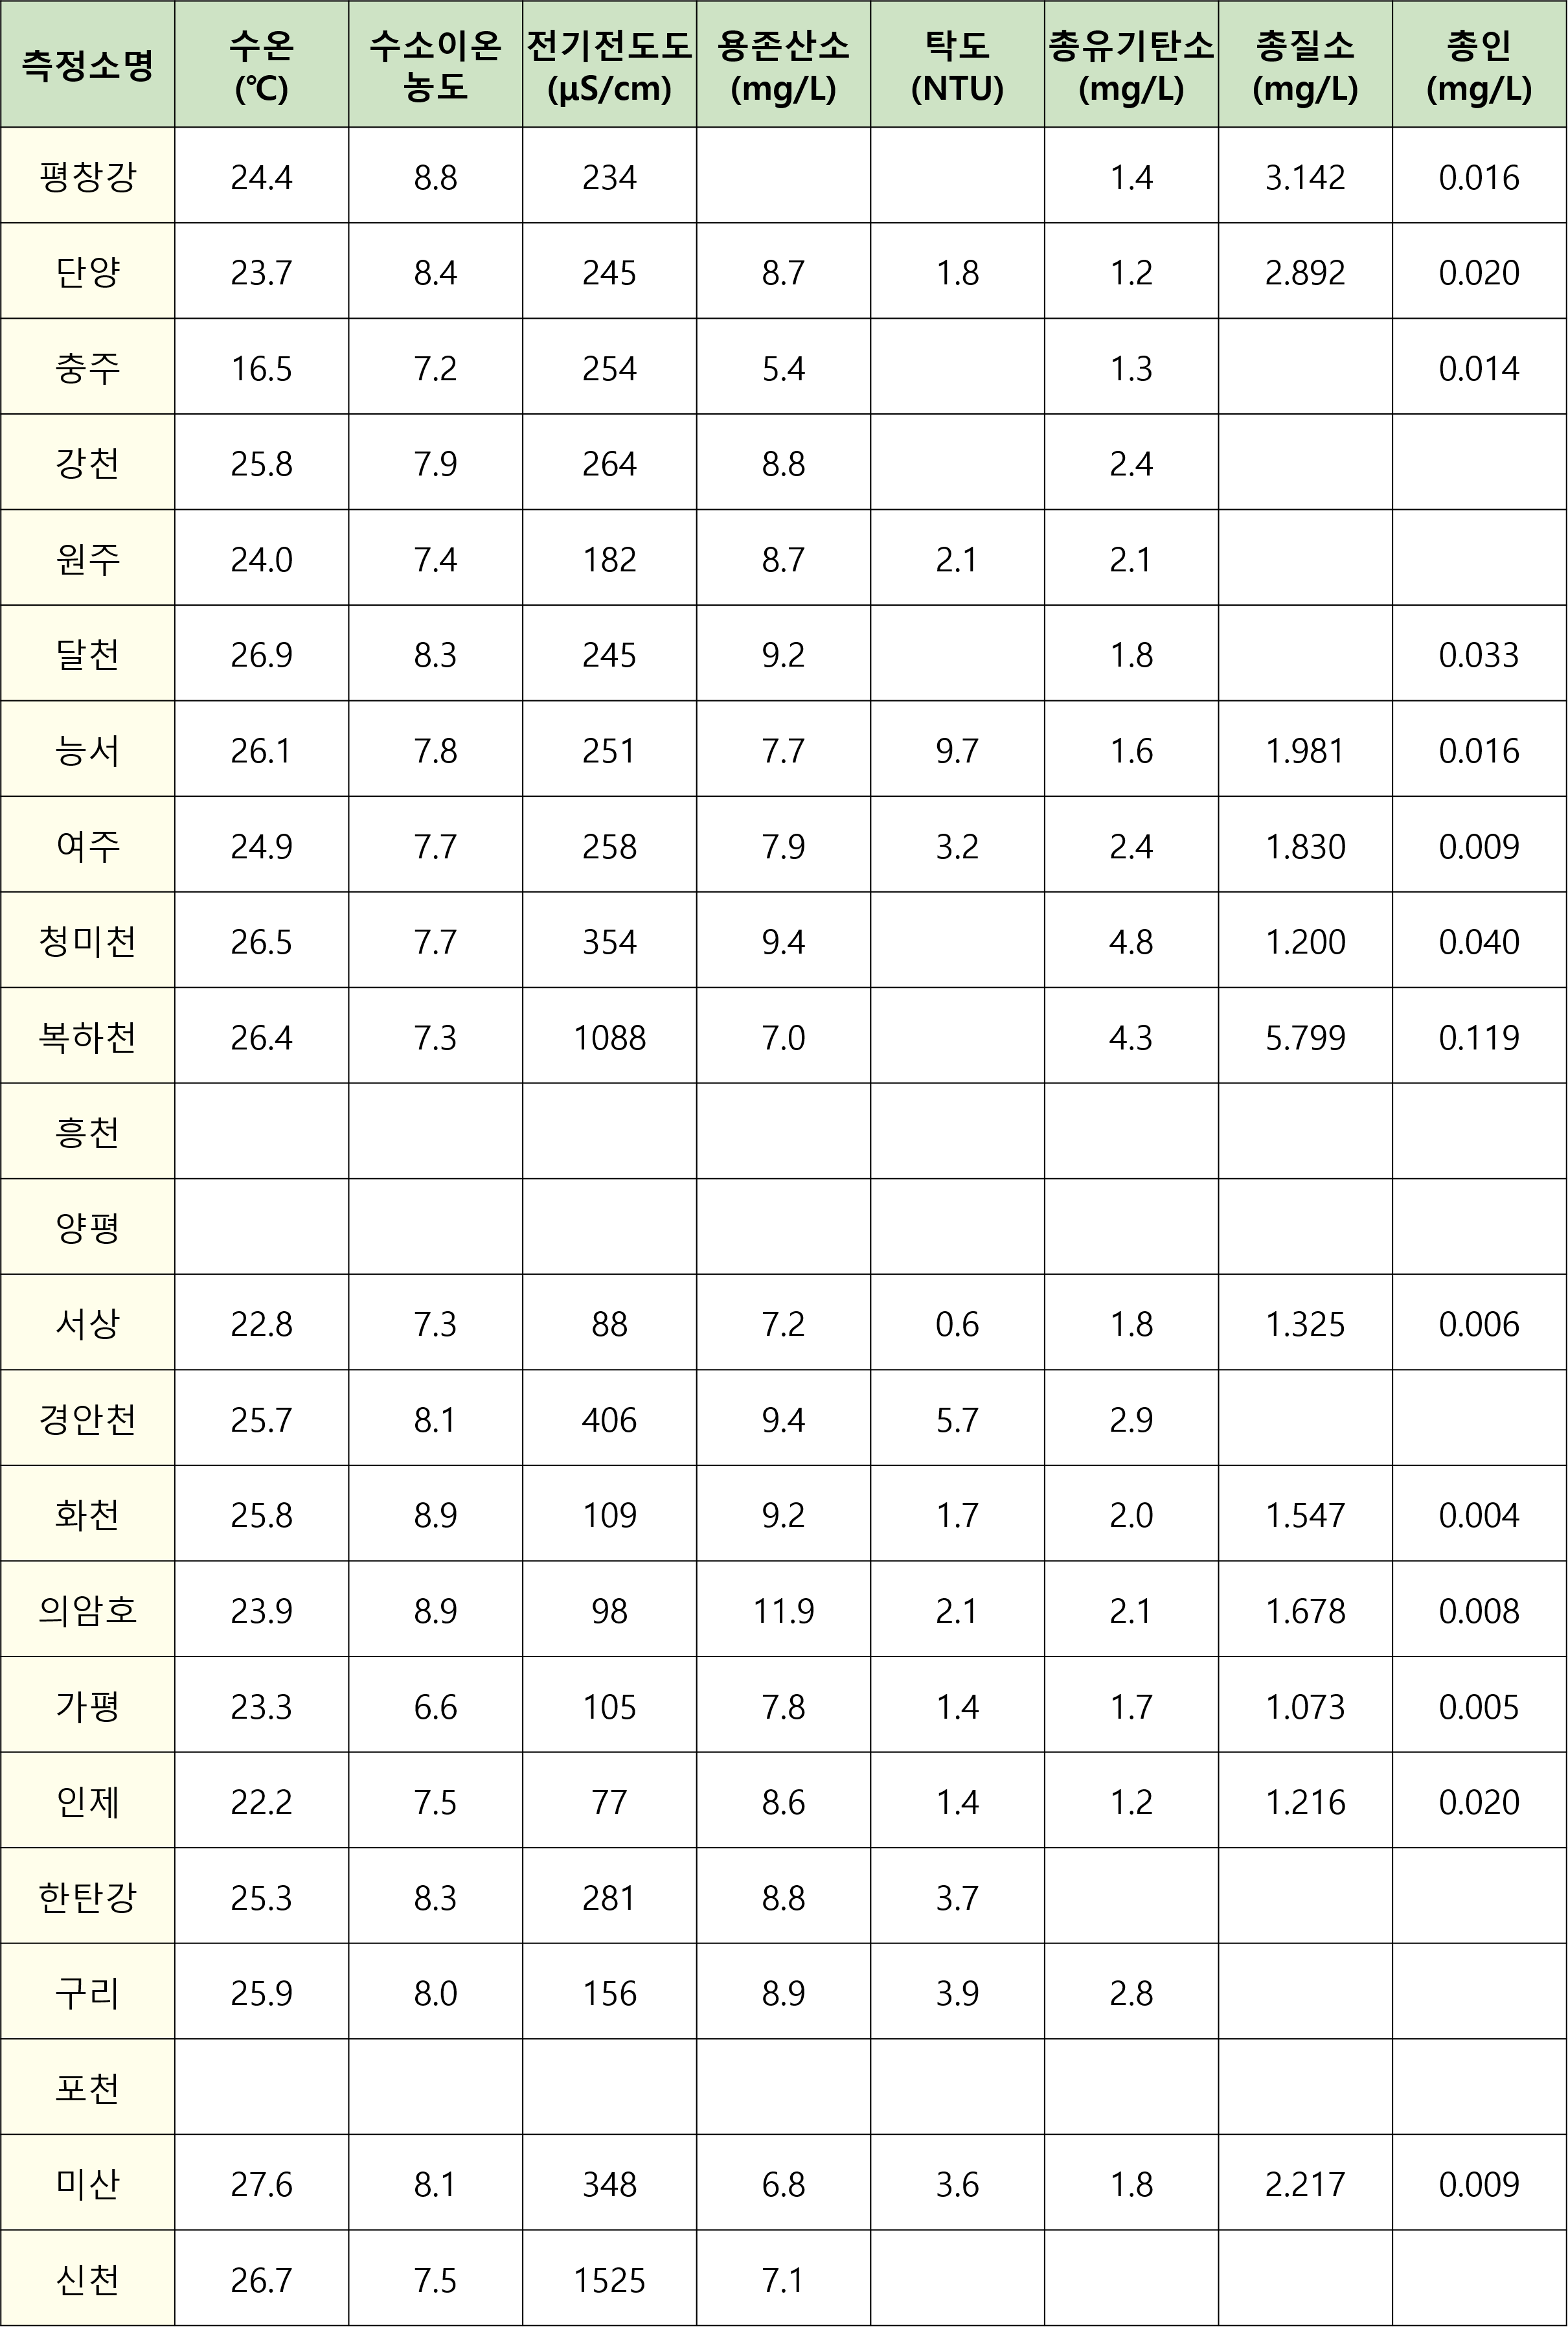 측정소명 수온 (℃) 수소이온 농도 전기전도도 (μS/cm) 용존산소 (mg/L) 탁도 (NTU) 총유기탄소 (mg/L) 총질소 (mg/L) 총인 (mg/L)
평창강 24.4 8.8 234 1.4 3.142 0.016
단양 23.7 8.4 245 8.7 1.8 1.2 2.892 0.020
충주 16.5 7.2 254 5.4 1.3 0.014
강천 25.8 7.9 264 8.8 2.4
원주 24.0 7.4 182 8.7 2.1 2.1
달천 26.9 8.3 245 9.2 1.8 0.033
능서 26.1 7.8 251 7.7 9.7 1.6 1.981 0.016
여주 24.9 7.7 258 7.9 3.2 2.4 1.830 0.009
청미천 26.5 7.7 354 9.4 4.8 1.200 0.040
복하천 26.4 7.3 1088 7.0 4.3 5.799 0.119
흥천
양평
서상 22.8 7.3 88 7.2 0.6 1.8 1.325 0.006
경안천 25.7 8.1 406 9.4 5.7 2.9
화천 25.8 8.9 109 9.2 1.7 2.0 1.547 0.004
의암호 23.9 8.9 98 11.9 2.1 2.1 1.678 0.008
가평 23.3 6.6 105 7.8 1.4 1.7 1.073 0.005
인제 22.2 7.5 77 8.6 1.4 1.2 1.216 0.020
한탄강 25.3 8.3 281 8.8 3.7
구리 25.9 8.0 156 8.9 3.9 2.8
포천
미산 27.6 8.1 348 6.8 3.6 1.8 2.217 0.009
신천 26.7 7.5 1525 7.1